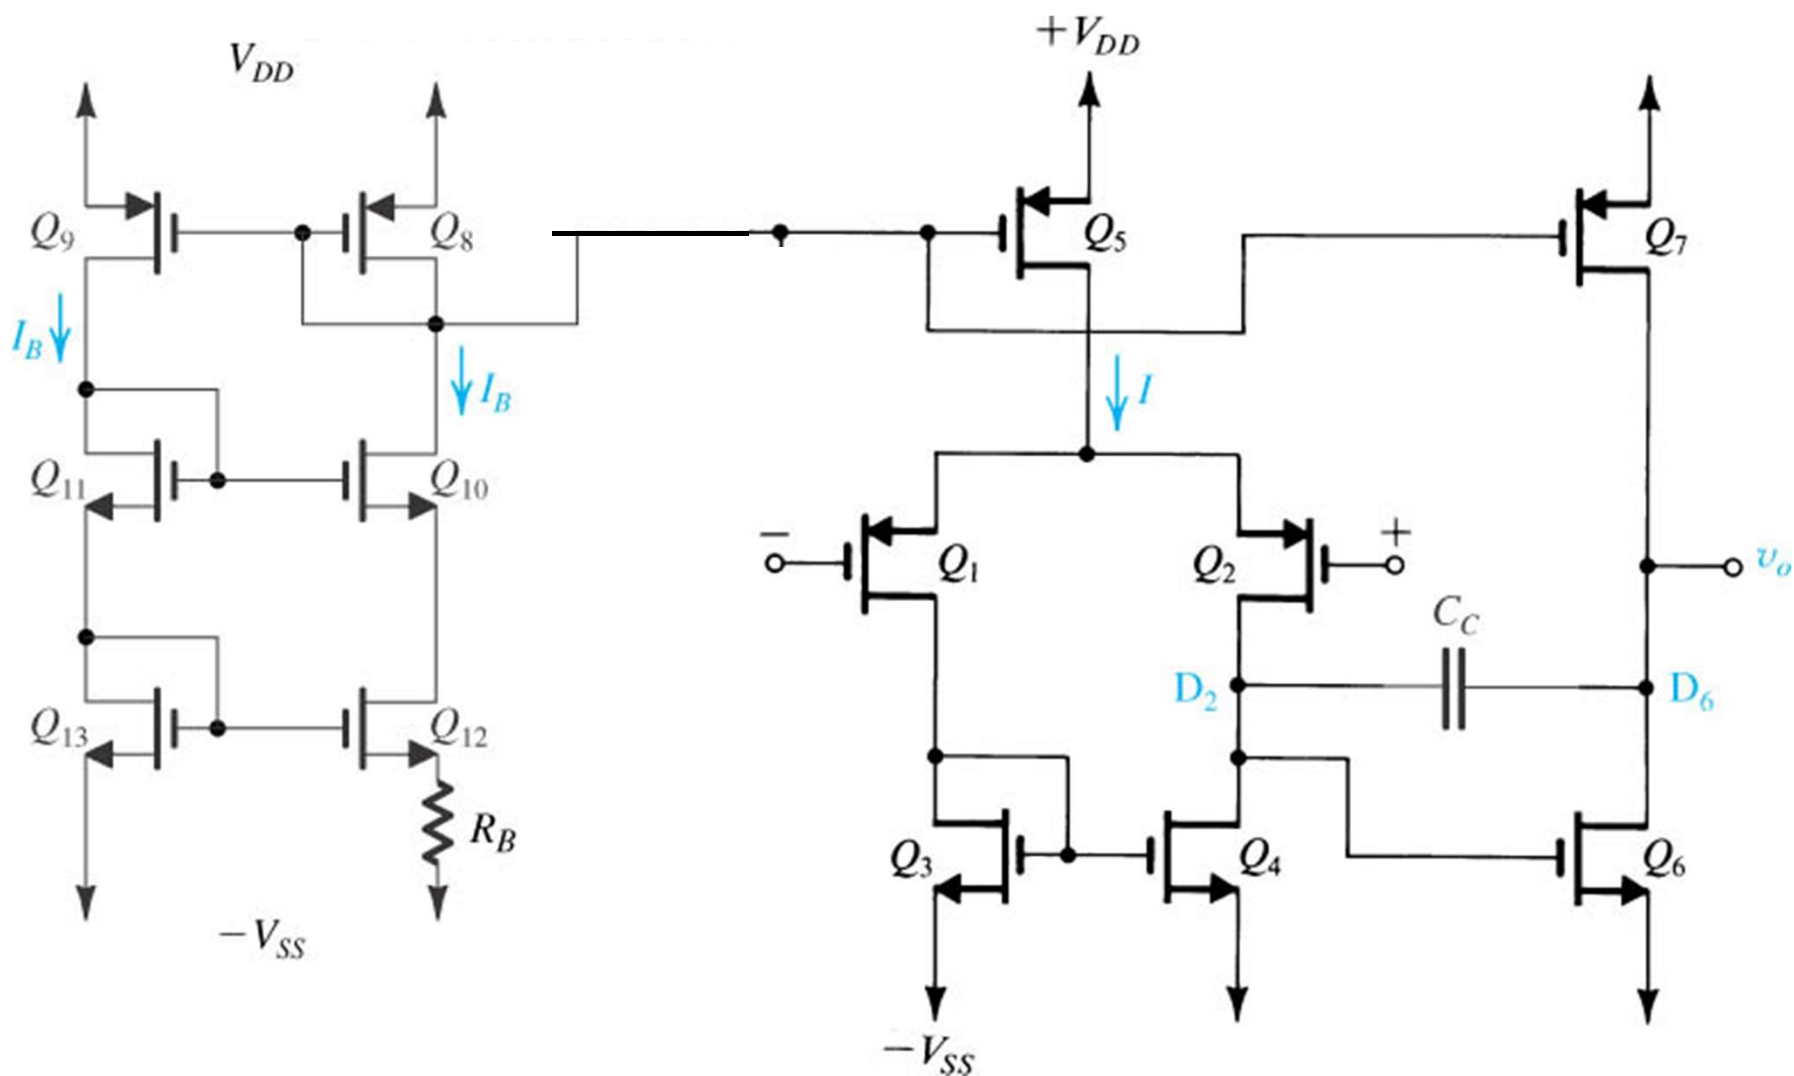 V_DD
+V_DD
Q_9
Q_8
Q_5
Q_7
I_B
I_B
I
Q_11
Q_10
−
Q_1
Q_2
+
v_o
C_C
D_2
D_6
Q_13
Q_12
R_B
Q_3
Q_4
Q_6
−V_SS
−V_SS